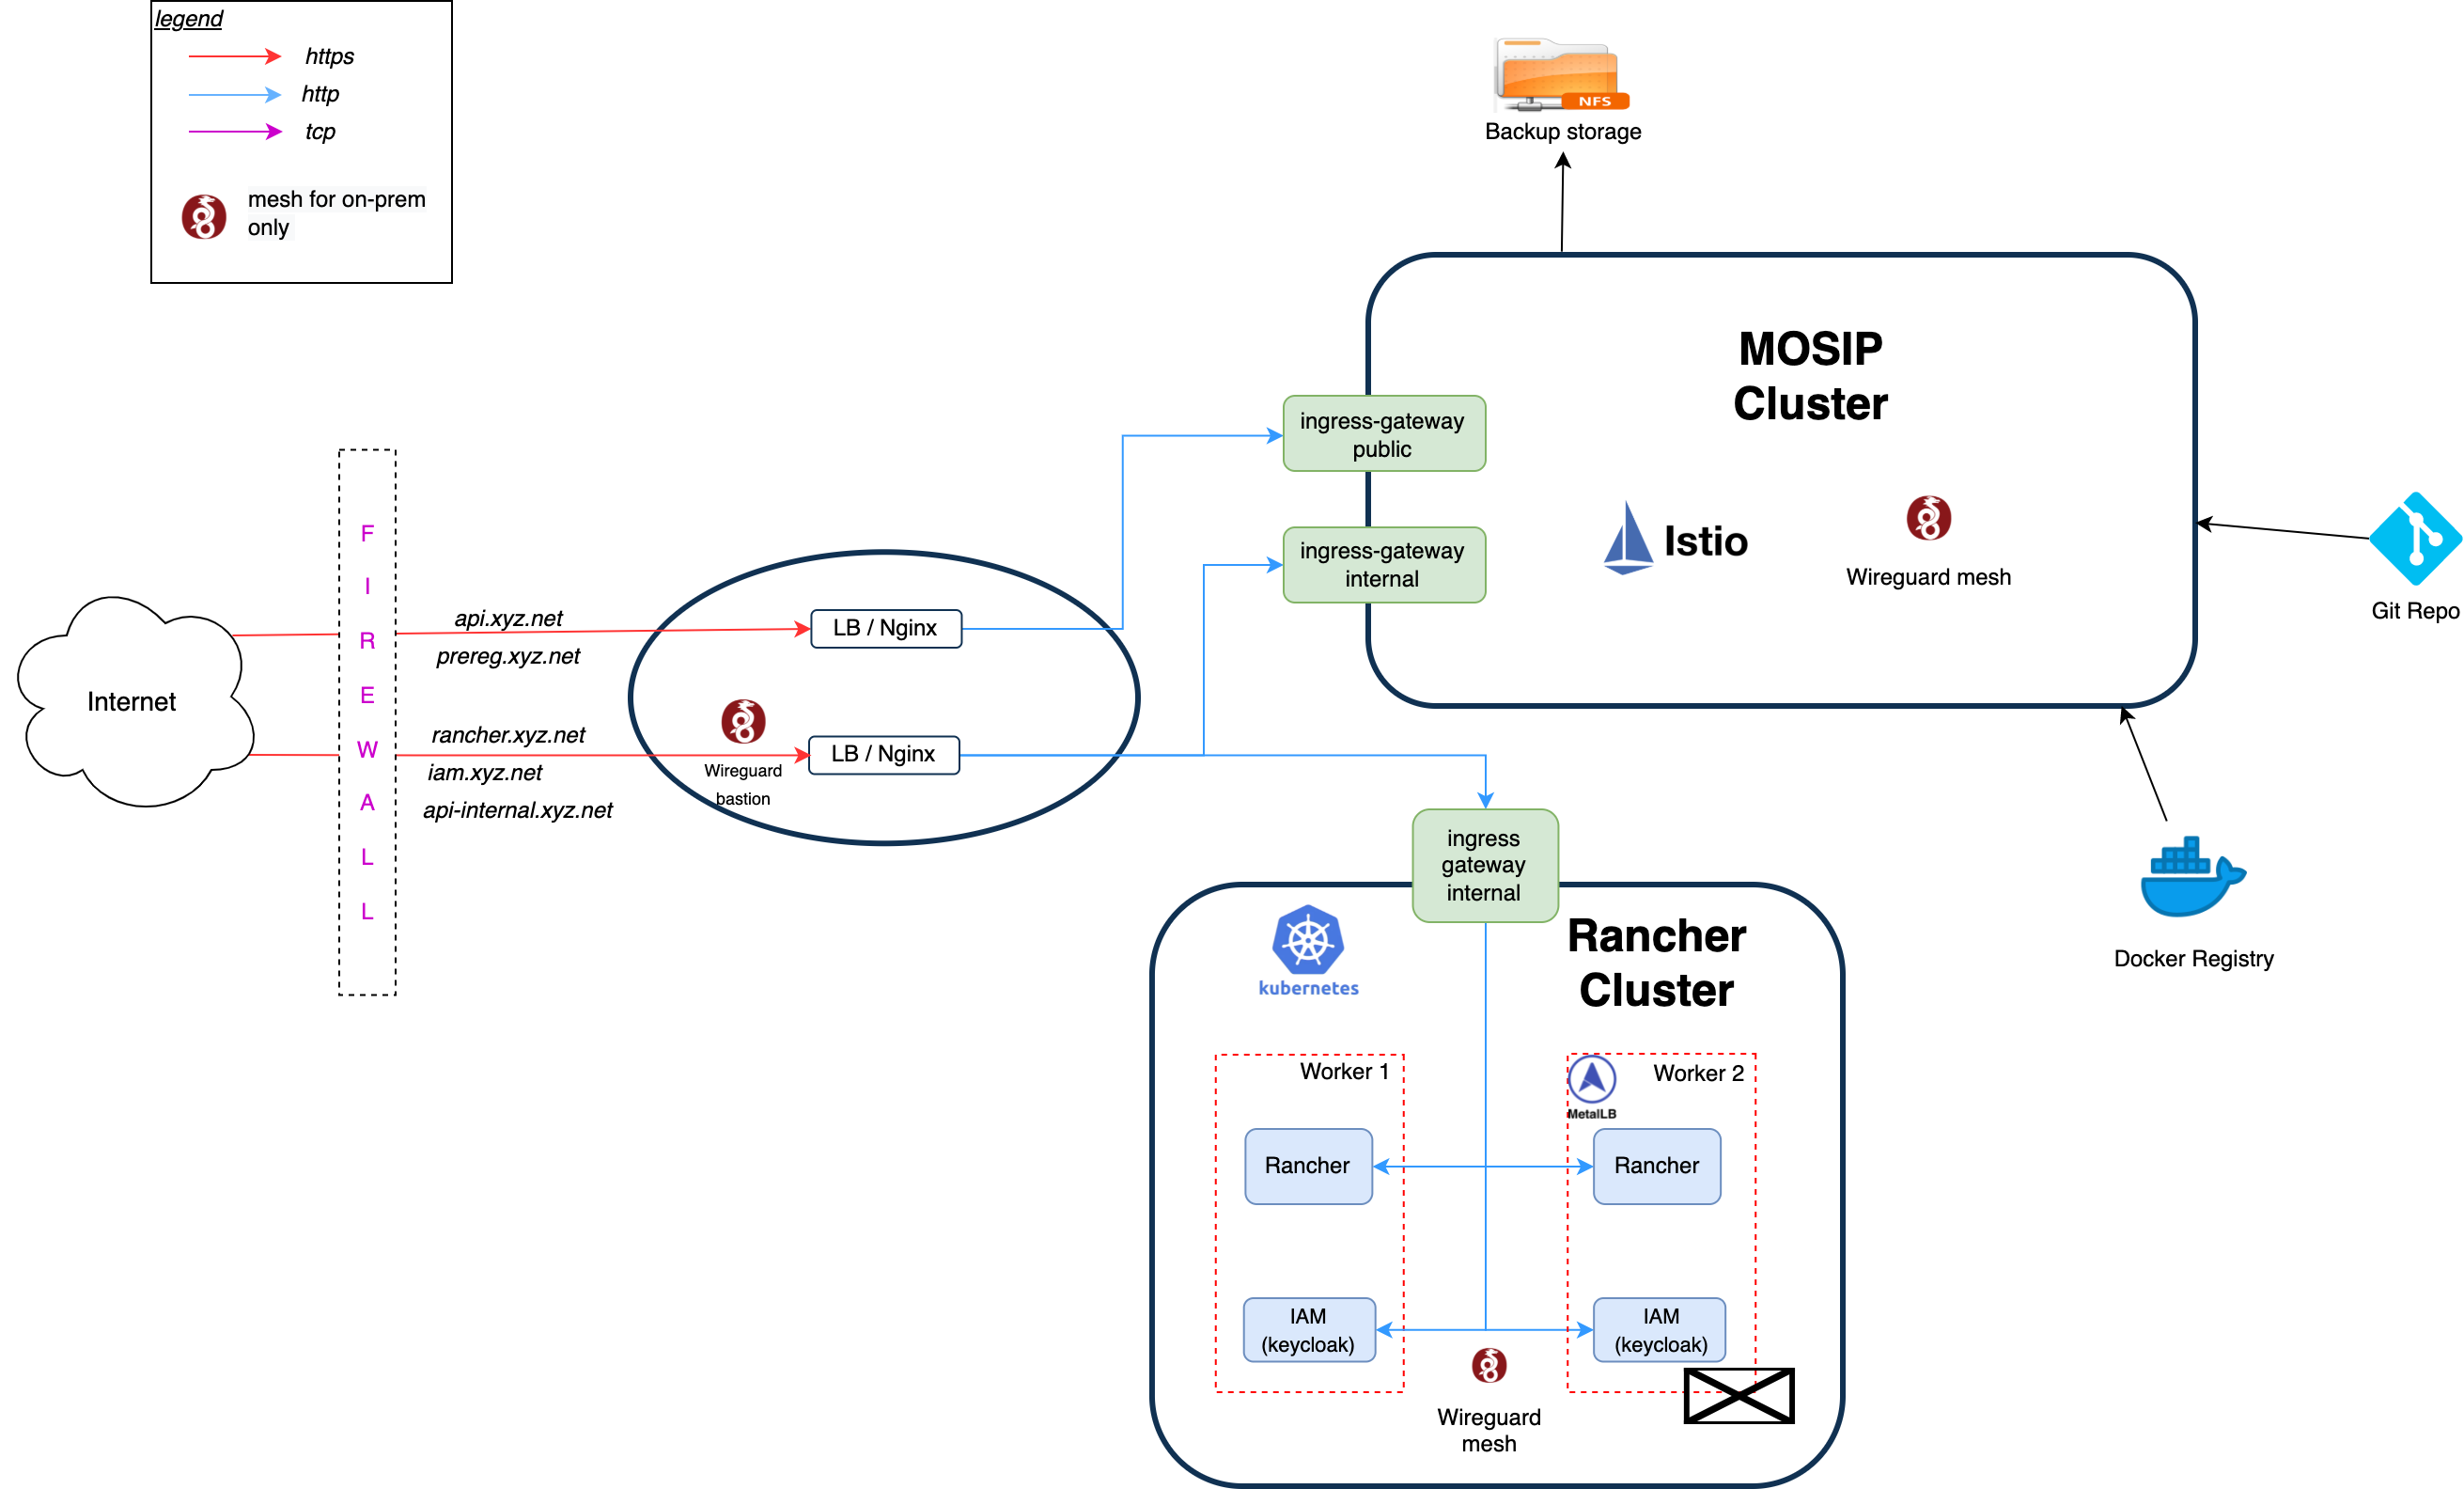 legend
https
http
tcp
mesh for on-prem
only
NFS
Backup storage
MOSIP
Cluster
ingress-gateway
public
ingress-gateway
internal
Istio
Wireguard mesh
Git Repo
Internet
F
I
R
E
W
A
L
L
api.xyz.net
prereg.xyz.net
rancher.xyz.net
iam.xyz.net
api-internal.xyz.net
LB / Nginx
Wireguard
bastion
LB / Nginx
ingress
gateway
internal
Docker Registry
kubernetes
Rancher
Cluster
Worker 1
Rancher
IAM
(keycloak)
MetalLB
Worker 2
Rancher
IAM
(keycloak)
Wireguard
mesh